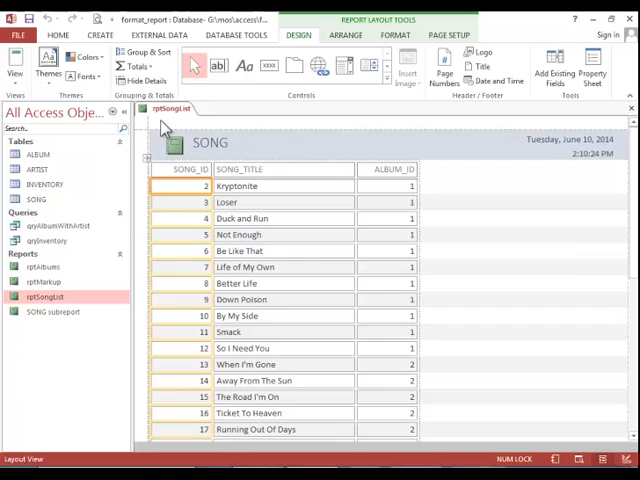 format_report : Database- G:\mos\access\f...
REPORT LAYOUT TOOLS
FILE HOME CREATE EXTERNAL DATA DATABASE TOOLS DESIGN ARRANGE FORMAT PAGE SETUP
Sign in
View
Themes
Colors
Fonts
Group & Sort
Totals
Hide Details
ab|
Aa
xxxx
Insert Image
Page Numbers
Logo
Title
Date and Time
Add Existing Fields
Property Sheet
Views Themes Grouping & Totals Controls Header / Footer Tools
All Access Obje...
Search...
Tables
ALBUM
ARTIST
INVENTORY
SONG
Queries
qryAlbumWithArtist
qryInventory
Reports
rptAlbums
rptMarkup
rptSongList
SONG subreport
rptSongList
SONG
Tuesday, June 10, 2014
2:10:24 PM
SONG_ID SONG_TITLE ALBUM_ID
2 Kryptonite 1
3 Loser 1
4 Duck and Run 1
5 Not Enough 1
6 Be Like That 1
7 Life of My Own 1
8 Better Life 1
9 Down Poison 1
10 By My Side 1
11 Smack 1
12 So I Need You 1
13 When I'm Gone 2
14 Away From The Sun 2
15 The Road I'm On 2
16 Ticket To Heaven 2
17 Running Out Of Days 2
Layout View
NUM LOCK